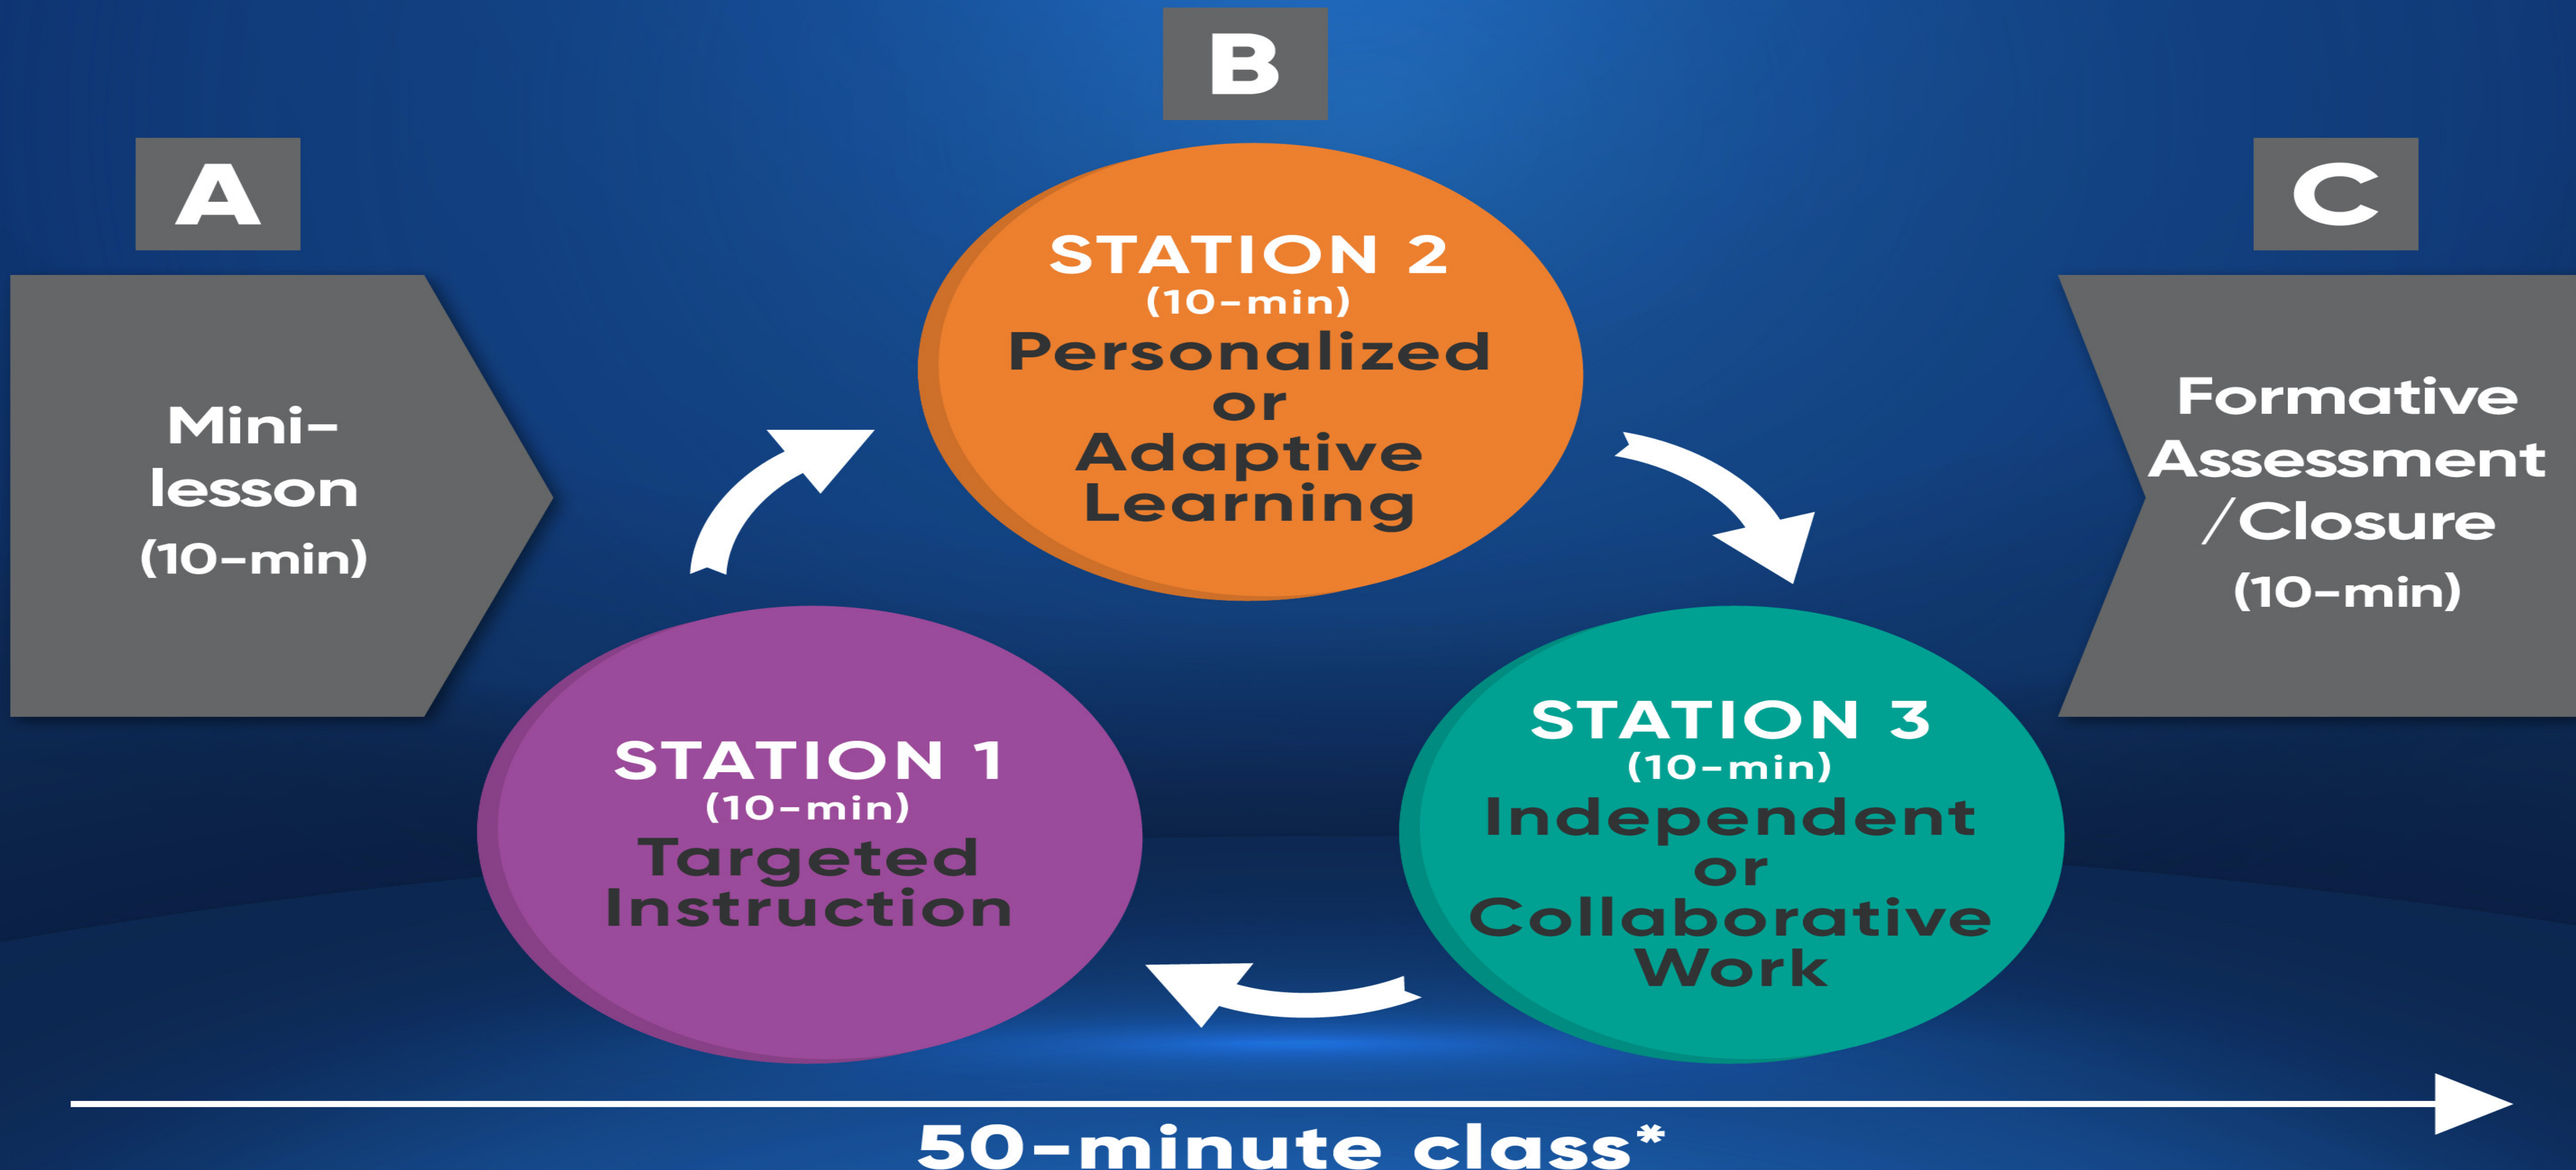 A
Mini-
lesson
(10-min)
B
STATION 1
(10-min)
Targeted
Instruction
STATION 2
(10-min)
Personalized
or
Adaptive
Learning
STATION 3
(10-min)
Independent
or
Collaborative
Work
C
Formative
Assessment
/Closure
(10-min)
50-minute class*